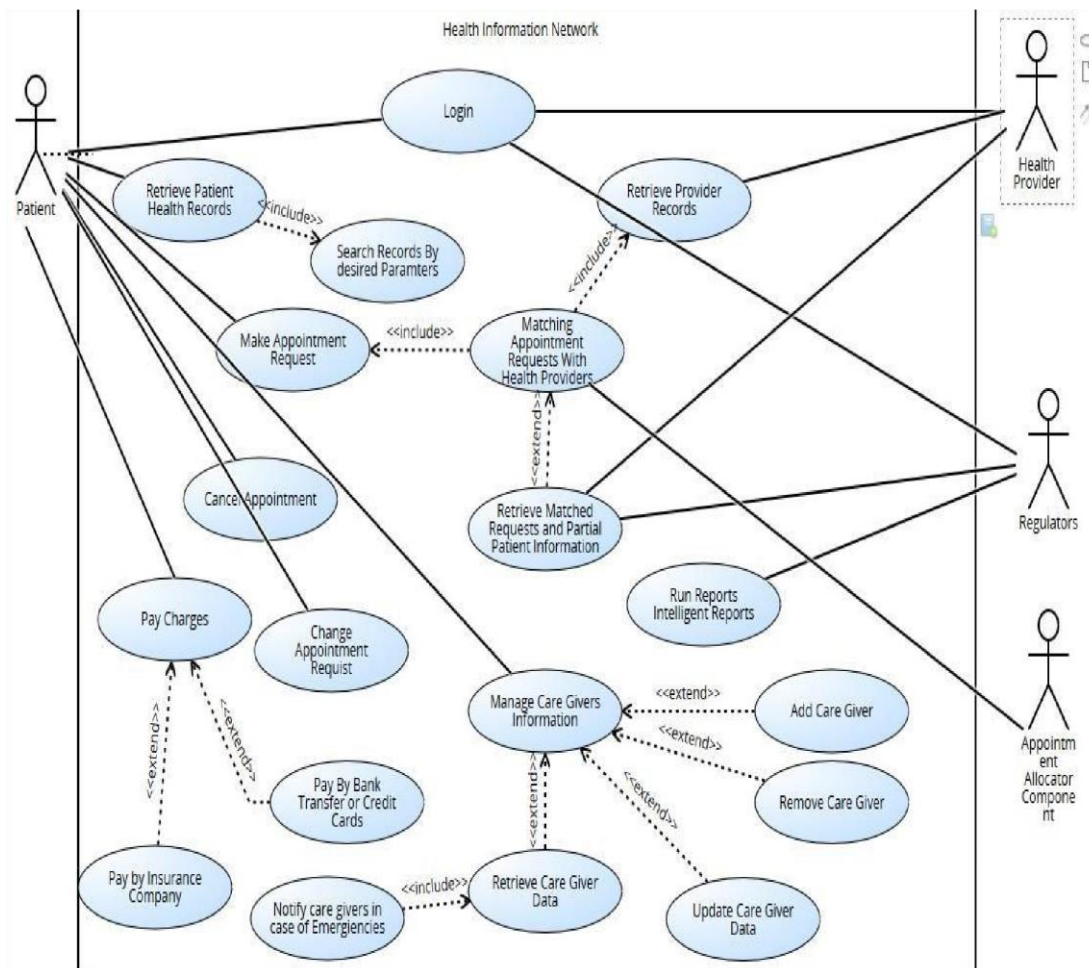 Health Information Network
Login
Health
Provider
Patient
Retrieve Patient
Health Records
<<include>>
Retrieve Provider
Records
Search Records By
desired Paramters
<<include>>
Make Appointment
Request
<<include>>
Matching
Appointment
Requests With
Health Providers
<<extend>>
Cancel Appointment
Retrieve Matched
Requests and Partial
Patient Information
Regulators
Run Reports
Intelligent Reports
Pay Charges
Change
Appointment
Requist
Manage Care Givers
Information
<<extend>>
Add Care Giver
Appoint
ment
Allocator
Compone
nt
<<extend>>
Remove Care Giver
<<extend>>
<<extend>>
Pay By Bank
Transfer or Credit
Cards
<<extend>>
<<extend>>
Pay by Insurance
Company
Notify care givers in
case of Emergiencies
<<include>>
Retrieve Care Giver
Data
Update Care Giver
Data